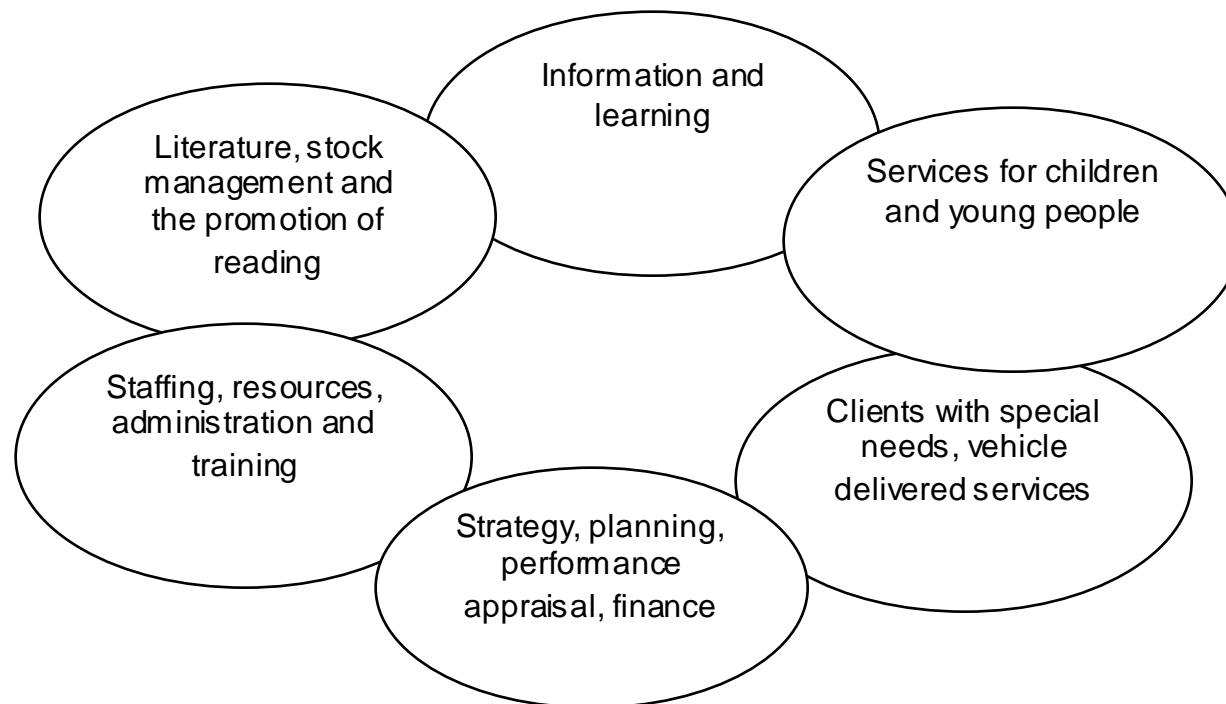 Information and
learning
Literature, stock
management and
the promotion of
reading
Services for children
and young people
Staffing, resources,
administration and
training
Clients with special
needs, vehicle
delivered services
Strategy, planning,
performance
appraisal, finance